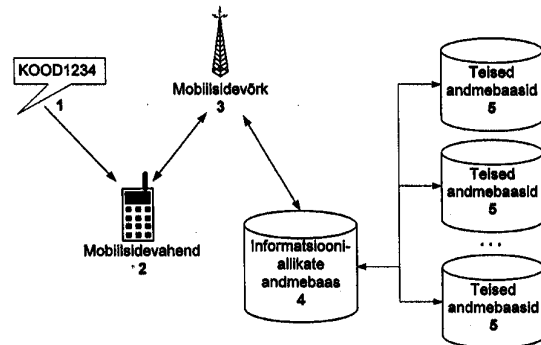 KOOD1234
1
Mobiilsidevahend
2
Mobiilsidevõrk
3
Informatsiooni-
allikate
andmebaas
4
Teised
andmebaasid
5
Teised
andmebaasid
5
...
Teised
andmebaasid
5